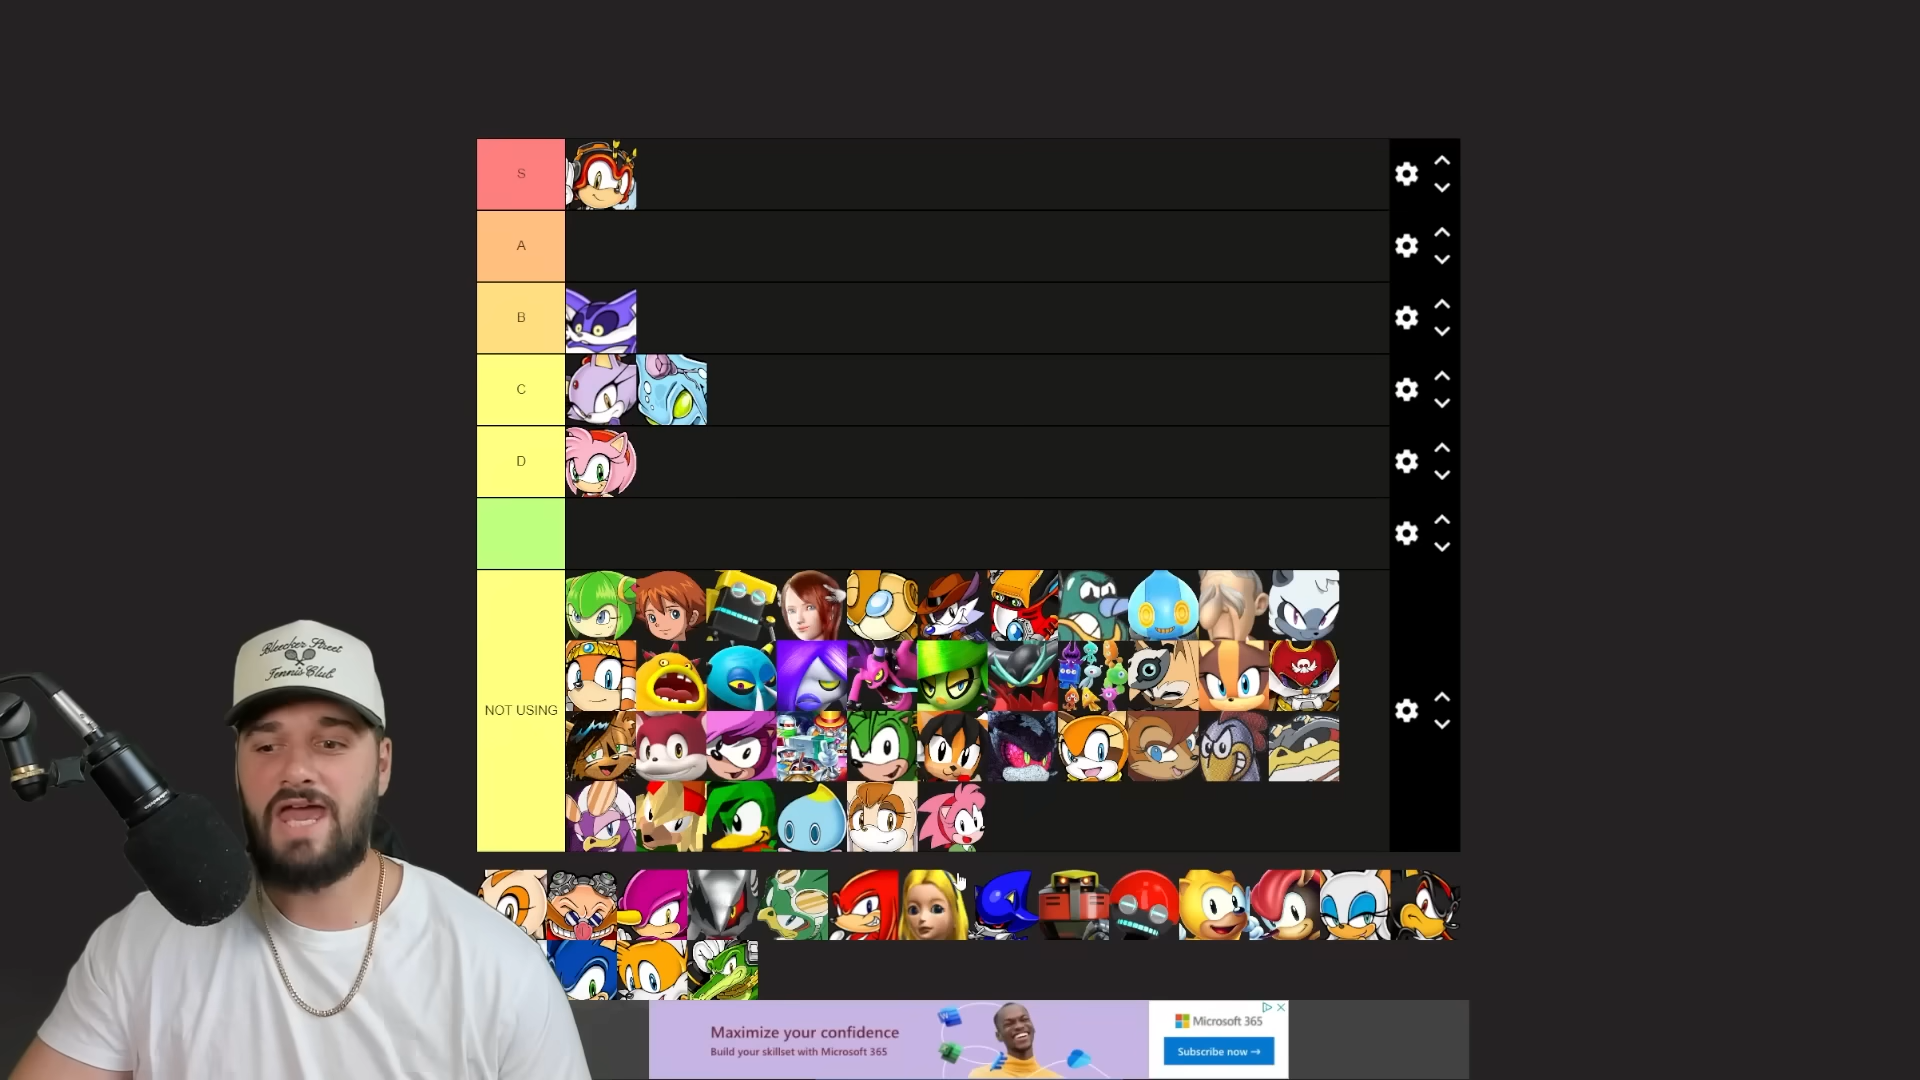 S
A
B
C
D
NOT USING
Bleecker Street
Tennis Club
Maximize your confidence
Build your skillset with Microsoft 365
Microsoft 365
Subscribe now →